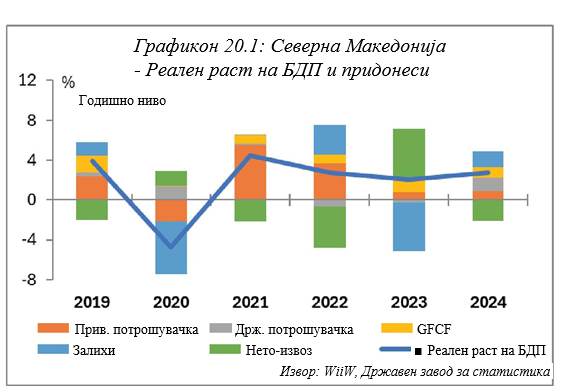 Графикон 20.1: Северна Македонија
- Реален раст на БДП и придонеси
%
Годишно ниво
12
8
4
0
-4
-8
2019 2020 2021 2022 2023 2024
Прив. потрошувачка Држ. потрошувачка GFCF
Залихи Нето-извоз Реален раст на БДП
Извор: WiiW, Државен завод за статистика